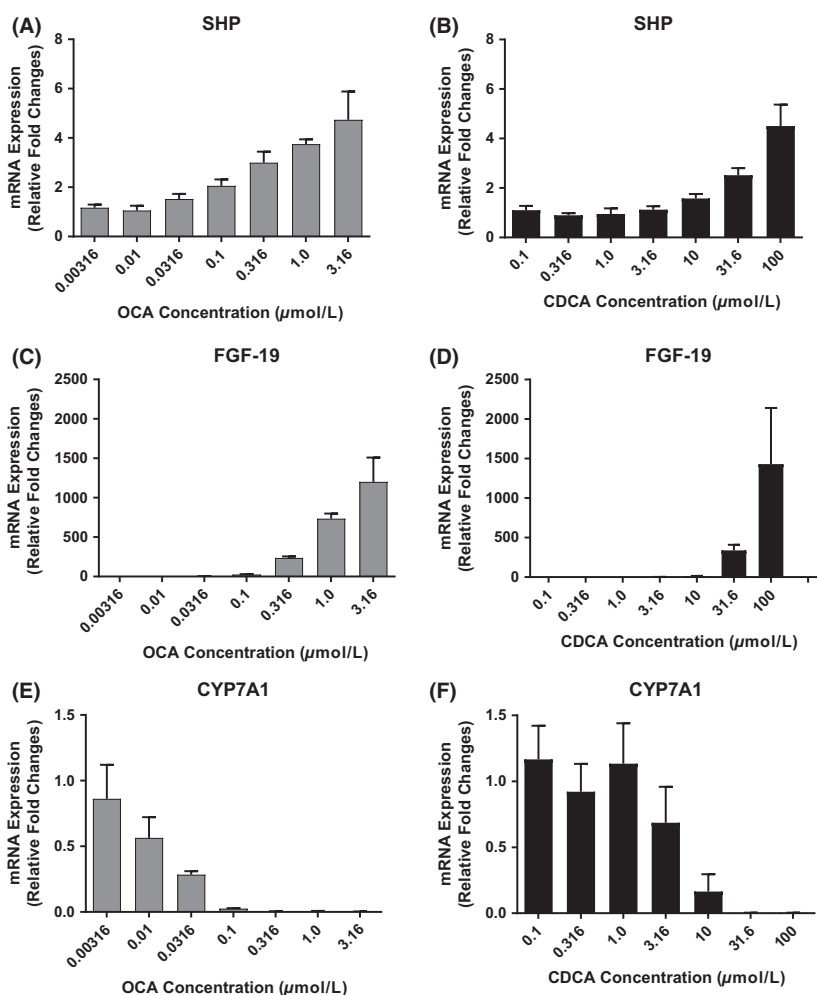 (A)
SHP
mRNA Expression
(Relative Fold Changes)
8
6
4
2
0
0.00316
0.01
0.0316
0.1
0.316
1.0
3.16
OCA Concentration (µmol/L)
(B)
SHP
mRNA Expression
(Relative Fold Changes)
8
6
4
2
0
0.1
0.316
1.0
3.16
10
31.6
100
CDCA Concentration (µmol/L)
(C)
FGF-19
mRNA Expression
(Relative Fold Changes)
2500
2000
1500
1000
500
0
0.00316
0.01
0.0316
0.1
0.316
1.0
3.16
OCA Concentration (µmol/L)
(D)
FGF-19
mRNA Expression
(Relative Fold Changes)
2500
2000
1500
1000
500
0
0.1
0.316
1.0
3.16
10
31.6
100
CDCA Concentration (µmol/L)
(E)
CYP7A1
mRNA Expression
(Relative Fold Changes)
1.5
1.0
0.5
0.0
0.00316
0.01
0.0316
0.1
0.316
1.0
3.16
OCA Concentration (µmol/L)
(F)
CYP7A1
mRNA Expression
(Relative Fold Changes)
1.5
1.0
0.5
0.0
0.1
0.316
1.0
3.16
10
31.6
100
CDCA Concentration (µmol/L)